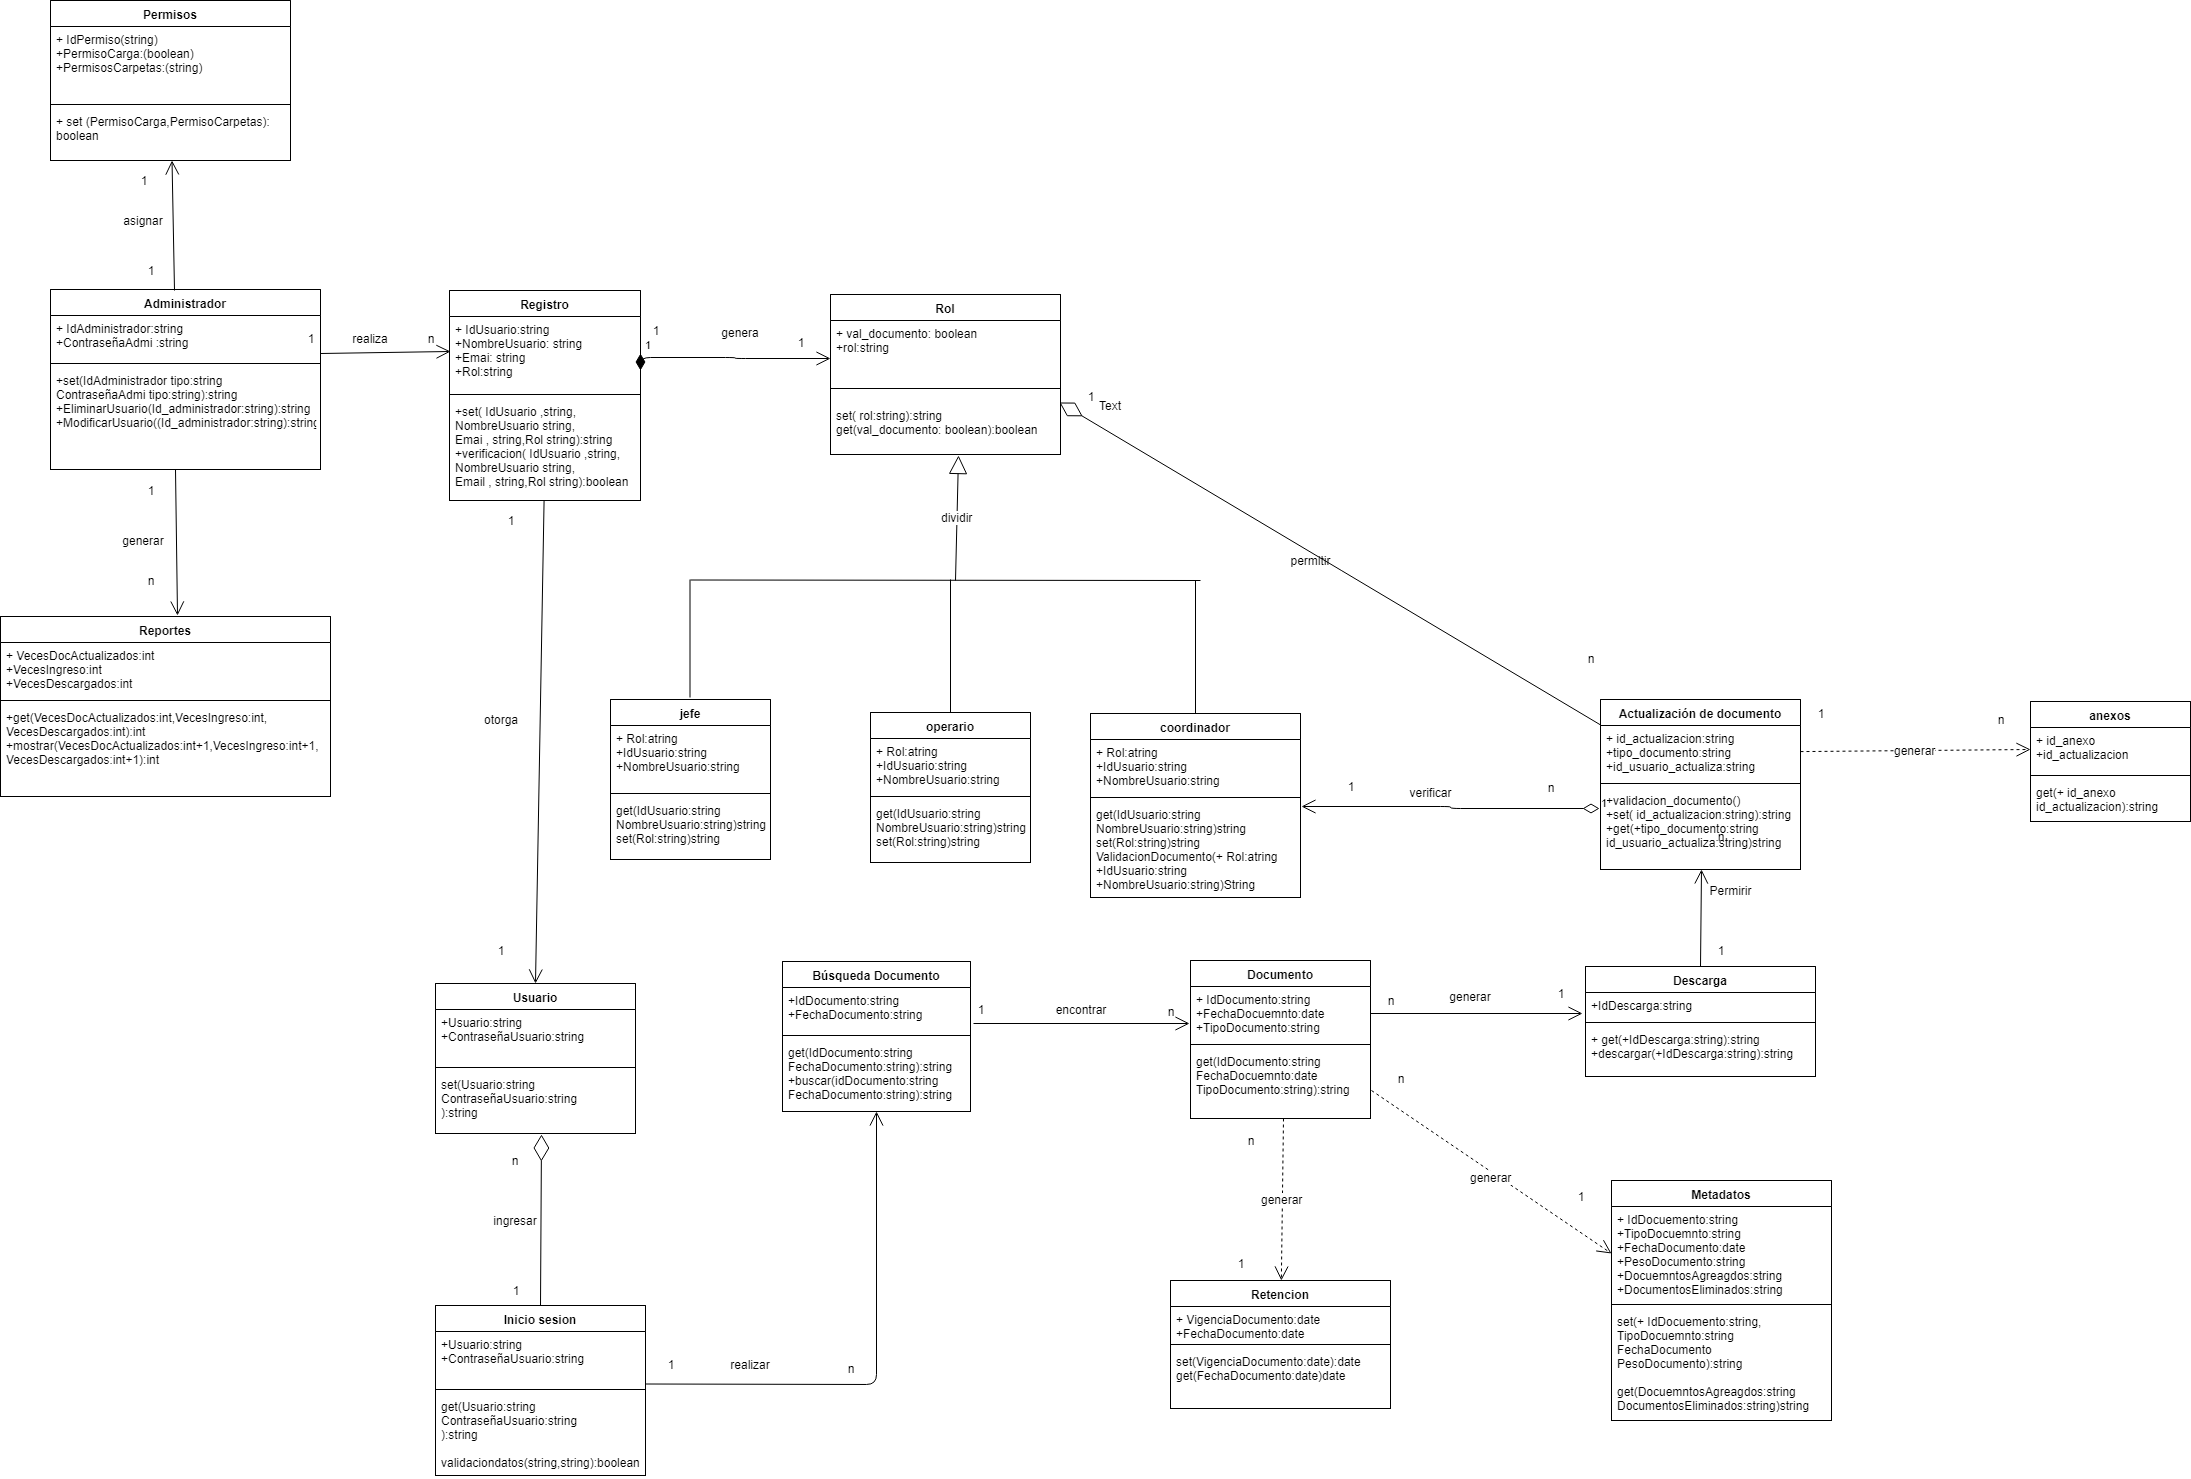 Permisos
+ IdPermiso(string)
+PermisoCarga:(boolean)
+PermisosCarpetas:(string)
+ set (PermisoCarga,PermisoCarpetas):
boolean
1
asignar
1
Administrador
+ IdAdministrador:string
+ContraseñaAdmi :string
+set(IdAdministrador tipo:string
ContraseñaAdmi tipo:string):string
+EliminarUsuario(Id_administrador:string):string
+ModificarUsuario((Id_administrador:string):string
1
realiza
n
1
generar
n
Reportes
+ VecesDocActualizados:int
+VecesIngreso:int
+VecesDescargados:int
+get(VecesDocActualizados:int,VecesIngreso:int,
VecesDescargados:int):int
+mostrar(VecesDocActualizados:int+1,VecesIngreso:int+1,
VecesDescargados:int+1):int
Registro
+ IdUsuario:string
+NombreUsuario: string
+Emai: string
+Rol:string
+set( IdUsuario ,string,
NombreUsuario string,
Emai , string,Rol string):string
+verificacion( IdUsuario ,string,
NombreUsuario string,
Email , string,Rol string):boolean
1
1
genera
1
Rol
+ val_documento: boolean
+rol:string
set( rol:string):string
get(val_documento: boolean):boolean
1
Text
permitir
n
dividir
jefe
+ Rol:atring
+IdUsuario:string
+NombreUsuario:string
get(IdUsuario:string
NombreUsuario:string)string
set(Rol:string)string
operario
+ Rol:atring
+IdUsuario:string
+NombreUsuario:string
get(IdUsuario:string
NombreUsuario:string)string
set(Rol:string)string
coordinador
+ Rol:atring
+IdUsuario:string
+NombreUsuario:string
get(IdUsuario:string
NombreUsuario:string)string
set(Rol:string)string
ValidacionDocumento(+ Rol:atring
+IdUsuario:string
+NombreUsuario:string)String
1
verificar
n
1
Actualización de documento
+ id_actualizacion:string
+tipo_documento:string
+id_usuario_actualiza:string
+validacion_documento()
+set( id_actualizacion:string):string
+get(+tipo_documento:string
id_usuario_actualiza:string)string
n
1
generar
n
anexos
+ id_anexo
+id_actualizacion
get(+ id_anexo
id_actualizacion):string
Permirir
1
1
otorga
1
Usuario
+Usuario:string
+ContraseñaUsuario:string
set(Usuario:string
ContraseñaUsuario:string
):string
n
ingresar
1
Inicio sesion
+Usuario:string
+ContraseñaUsuario:string
get(Usuario:string
ContraseñaUsuario:string
):string
validaciondatos(string,string):boolean
1
realizar
n
Búsqueda Documento
+IdDocumento:string
+FechaDocumento:string
get(IdDocumento:string
FechaDocumento:string):string
+buscar(idDocumento:string
FechaDocumento:string):string
1
encontrar
n
Documento
+ IdDocumento:string
+FechaDocuemnto:date
+TipoDocumento:string
get(IdDocumento:string
FechaDocuemnto:date
TipoDocumento:string):string
n
generar
1
Descarga
+IdDescarga:string
+ get(+IdDescarga:string):string
+descargar(+IdDescarga:string):string
n
generar
1
n
generar
1
Retencion
+ VigenciaDocumento:date
+FechaDocumento:date
set(VigenciaDocumento:date):date
get(FechaDocumento:date)date
Metadatos
+ IdDocuemento:string
+TipoDocuemnto:string
+FechaDocumento:date
+PesoDocumento:string
+DocuemntosAgreagdos:string
+DocumentosEliminados:string
set(+ IdDocuemento:string,
TipoDocuemnto:string
FechaDocumento
PesoDocumento):string
get(DocuemntosAgreagdos:string
DocumentosEliminados:string)string